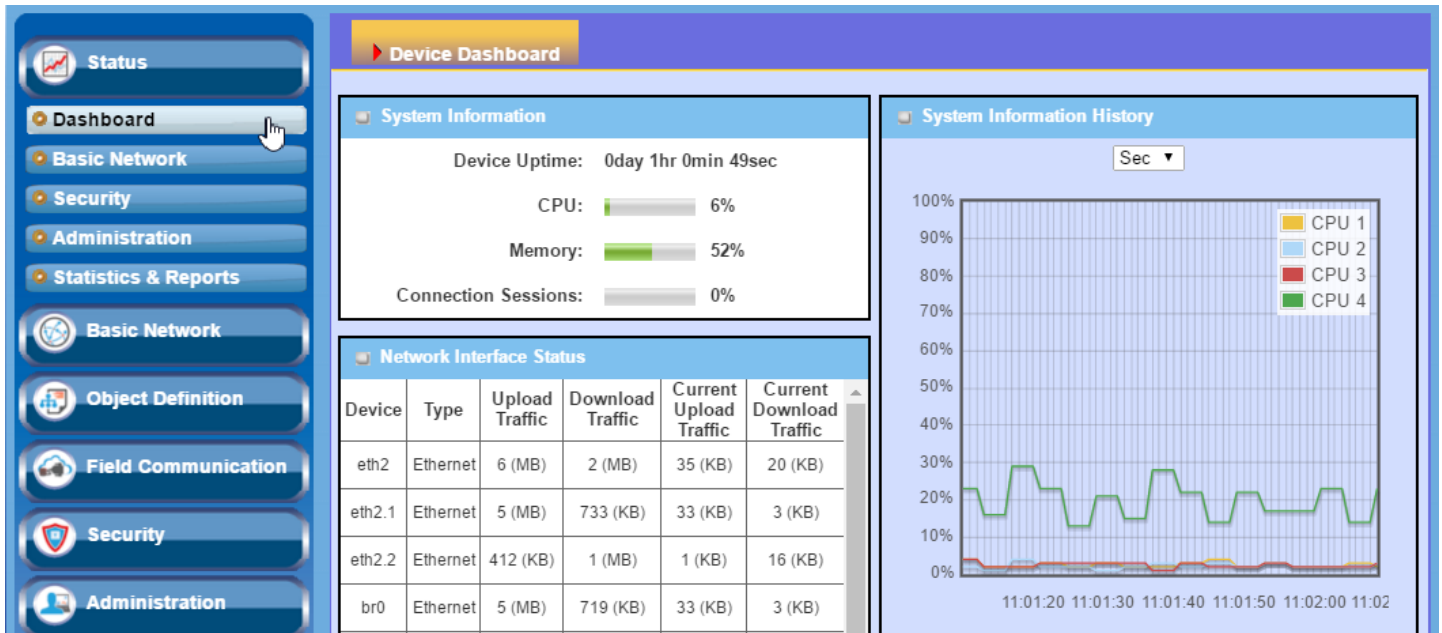 Status
Dashboard
Basic Network
Security
Administration
Statistics & Reports
Basic Network
Object Definition
Field Communication
Security
Administration
Device Dashboard
System Information
Device Uptime: 0day 1hr 0min 49sec
CPU: 6%
Memory: 52%
Connection Sessions: 0%
Network Interface Status
Device Type Upload Traffic Download Traffic Current Upload Traffic Current Download Traffic
eth2 Ethernet 6 (MB) 2 (MB) 35 (KB) 20 (KB)
eth2.1 Ethernet 5 (MB) 733 (KB) 33 (KB) 3 (KB)
eth2.2 Ethernet 412 (KB) 1 (MB) 1 (KB) 16 (KB)
br0 Ethernet 5 (MB) 719 (KB) 33 (KB) 3 (KB)
System Information History
Sec
100%
90%
80%
70%
60%
50%
40%
30%
20%
10%
0%
CPU 1
CPU 2
CPU 3
CPU 4
11:01:20 11:01:30 11:01:40 11:01:50 11:02:00 11:02